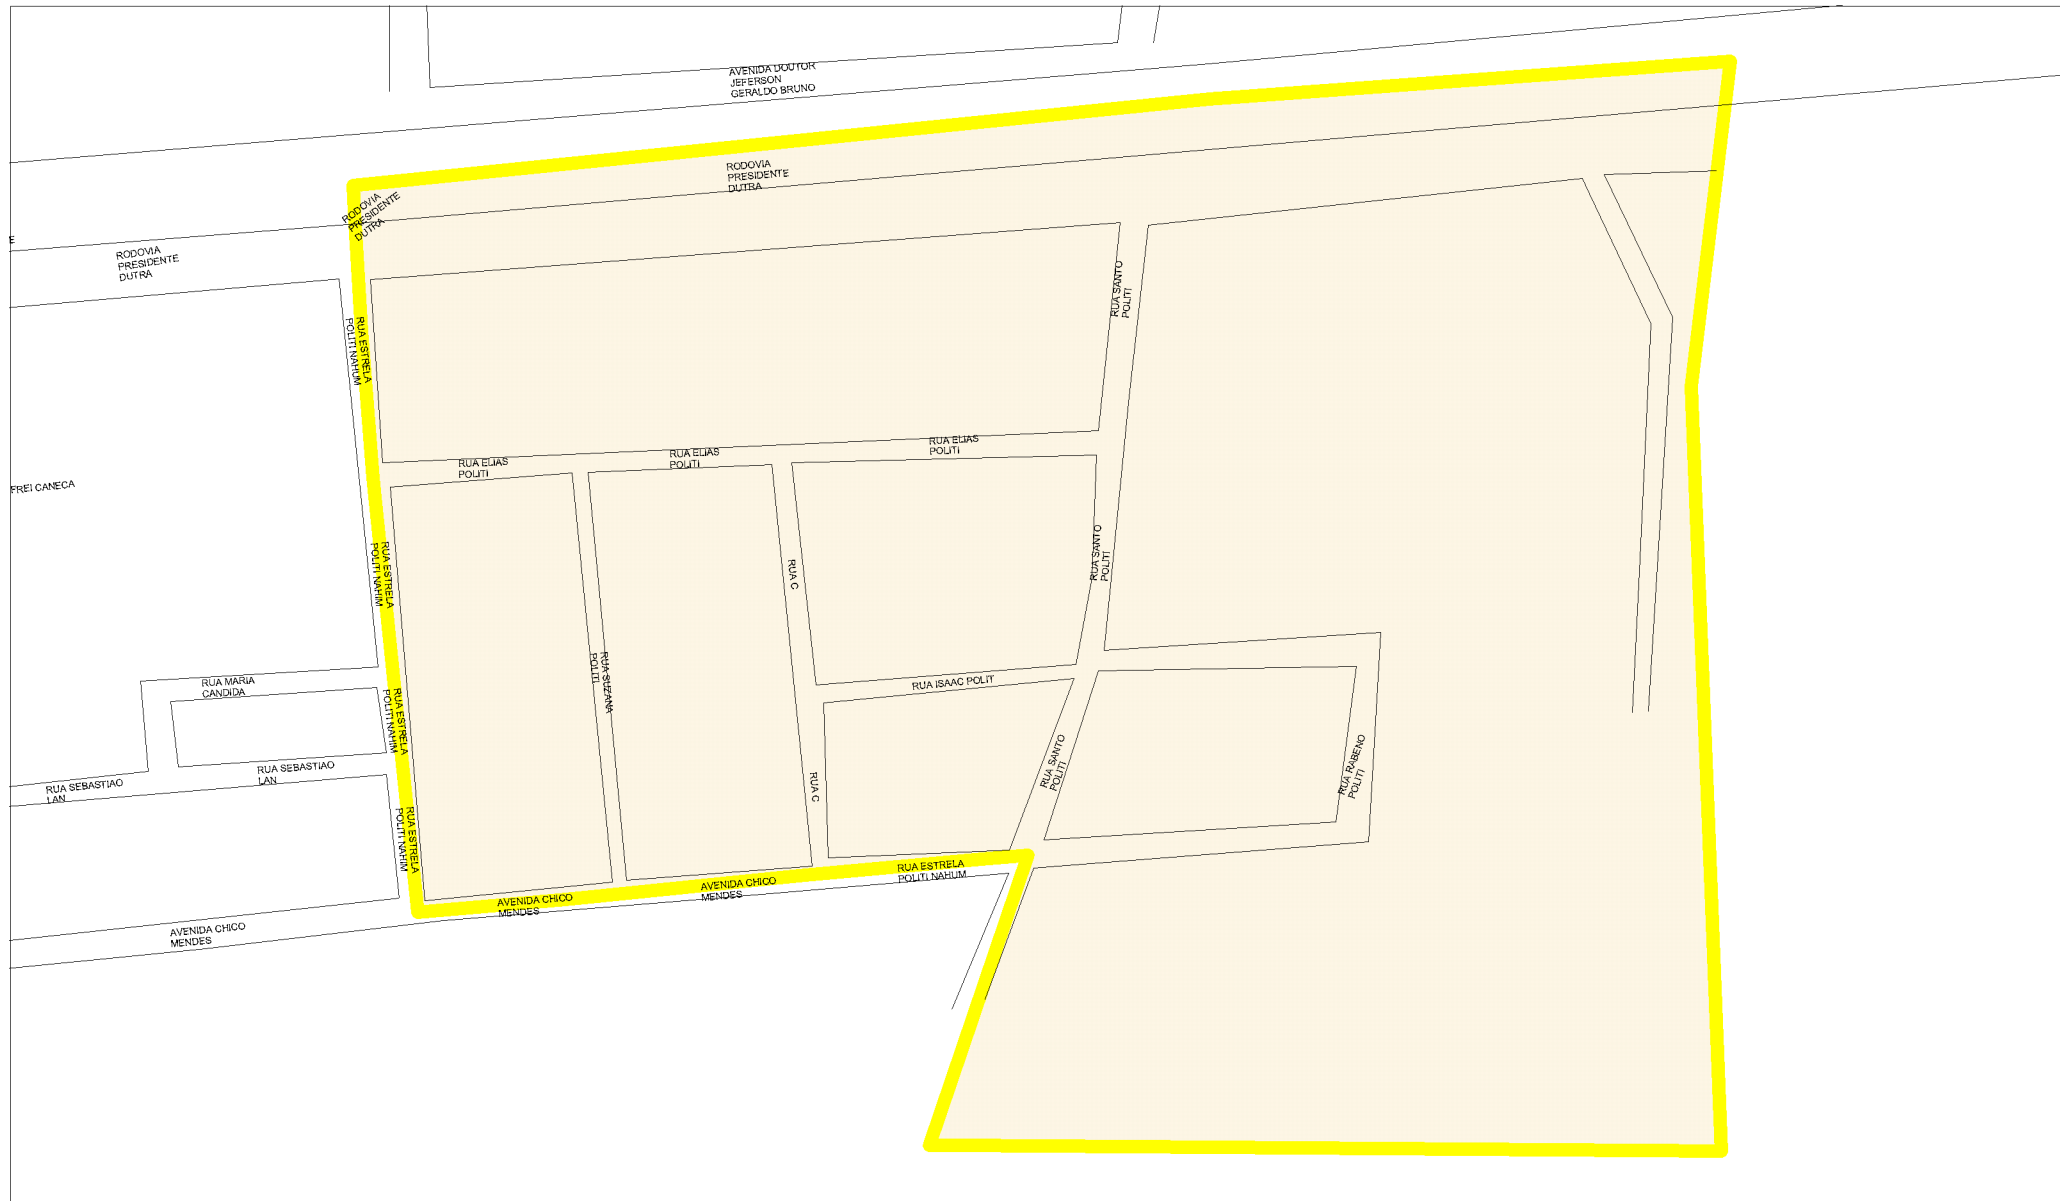 AVENIDA DOUTOR
JEFERSON
GERALDO BRUNO
RODOVIA
PRESIDENTE
DUTRA
RODOVIA
PRESIDENTE
DUTRA
E
RODOVIA
PRESIDENTE
DUTRA
RUA SANTO
POLITI
RUA ESTRELA
POLITI NAHUM
RUA ELIAS
POLITI
RUA ELIAS
POLITI
RUA ELIAS
POLITI
FREI CANECA
RUA SANTO
POLITI
RUA C
RUA ESTRELA
POLITI NAHIM
RUA SUZANA
POLITI
RUA MARIA
CANDIDA
RUA ISAAC POLIT
RUA ESTRELA
POLITI NAHIM
RUA SANTO
POLITI
RUA RABENO
POLITI
RUA SEBASTIAO
LAN
RUA SEBASTIAO
LAN
RUA C
RUA ESTRELA
POLITI NAHIM
RUA ESTRELA
POLITI NAHUM
AVENIDA CHICO
MENDES
AVENIDA CHICO
MENDES
AVENIDA CHICO
MENDES